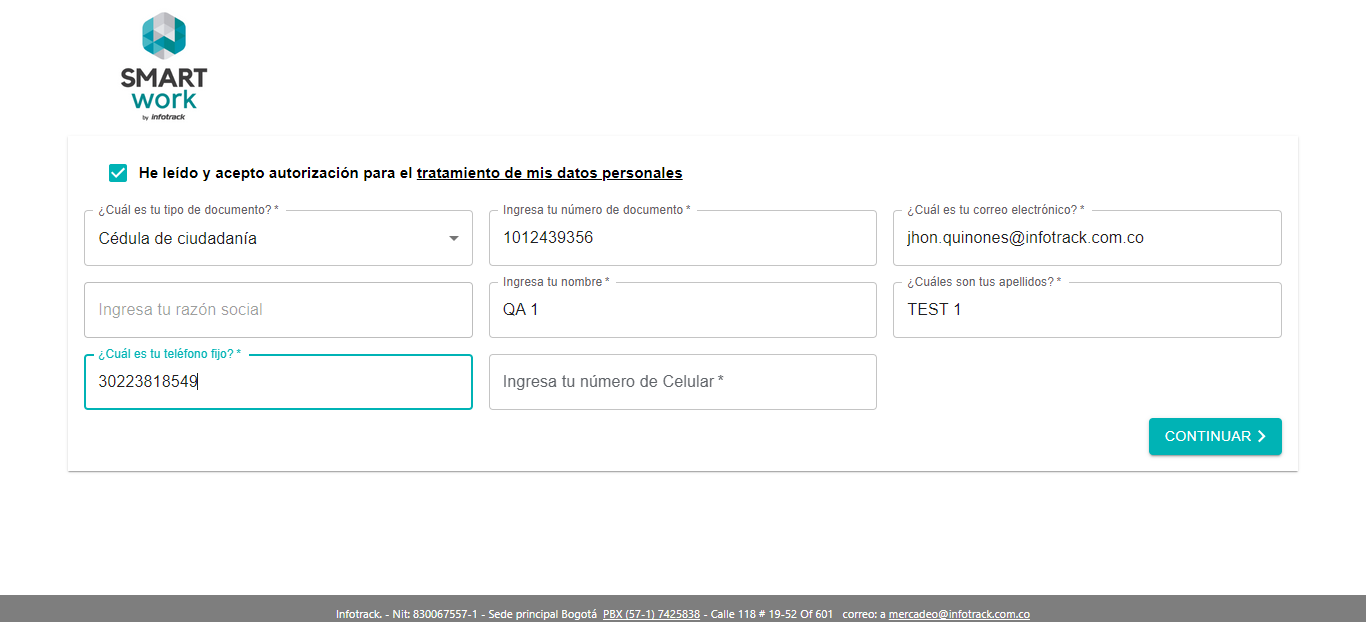 SMART
work
by infotrack
He leído y acepto autorización para el tratamiento de mis datos personales
¿Cuál es tu tipo de documento? *
Cédula de ciudadanía
Ingresa tu número de documento *
1012439356
¿Cuál es tu correo electrónico? *
jhon.quinones@infotrack.com.co
Ingresa tu razón social
Ingresa tu nombre *
QA 1
¿Cuáles son tus apellidos? *
TEST 1
¿Cuál es tu teléfono fijo? *
30223818549
Ingresa tu número de Celular *
CONTINUAR
Infotrack. - Nit: 830067557-1 - Sede principal Bogotá PBX (57-1) 7425838 - Calle 118 # 19-52 Of 601 correo: a mercadeo@infotrack.com.co